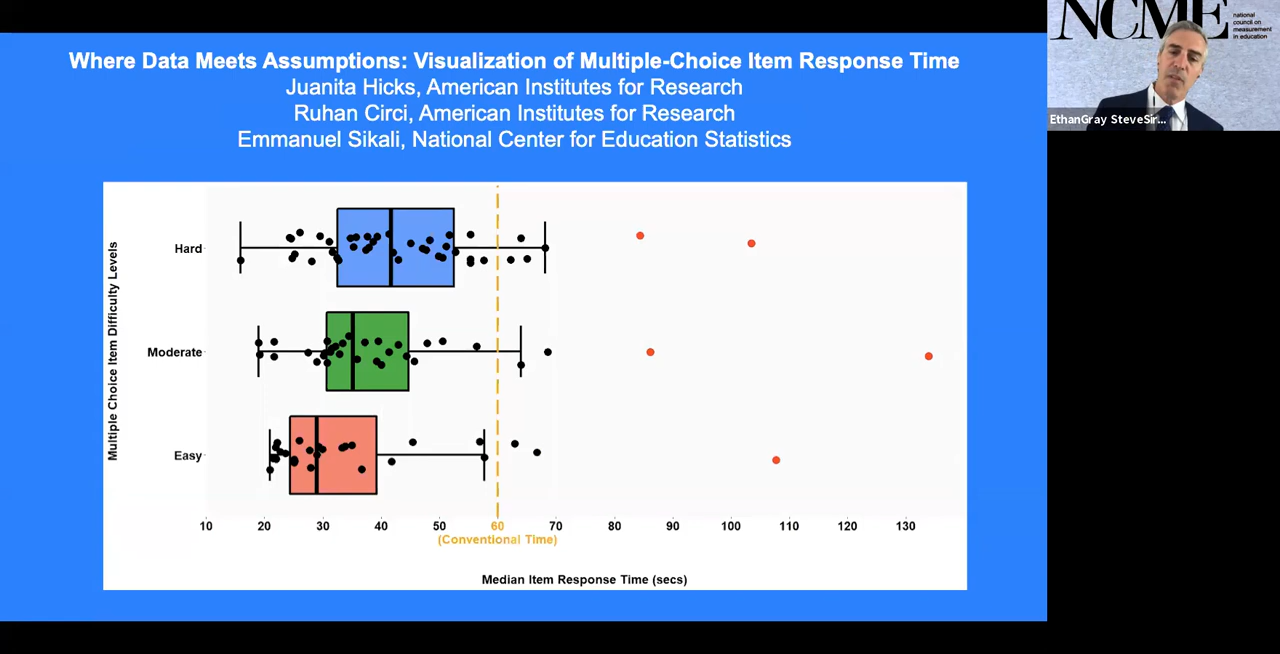 Where Data Meets Assumptions: Visualization of Multiple-Choice Item Response Time
Juanita Hicks, American Institutes for Research
Ruhan Circi, American Institutes for Research
Emmanuel Sikali, National Center for Education Statistics
NCME
national
council on
measurement
in education
EthanGray SteveSir...
Multiple Choice Item Difficulty Levels
Hard
Moderate
Easy
10 20 30 40 50 60 70 80 90 100 110 120 130
(Conventional Time)
Median Item Response Time (secs)